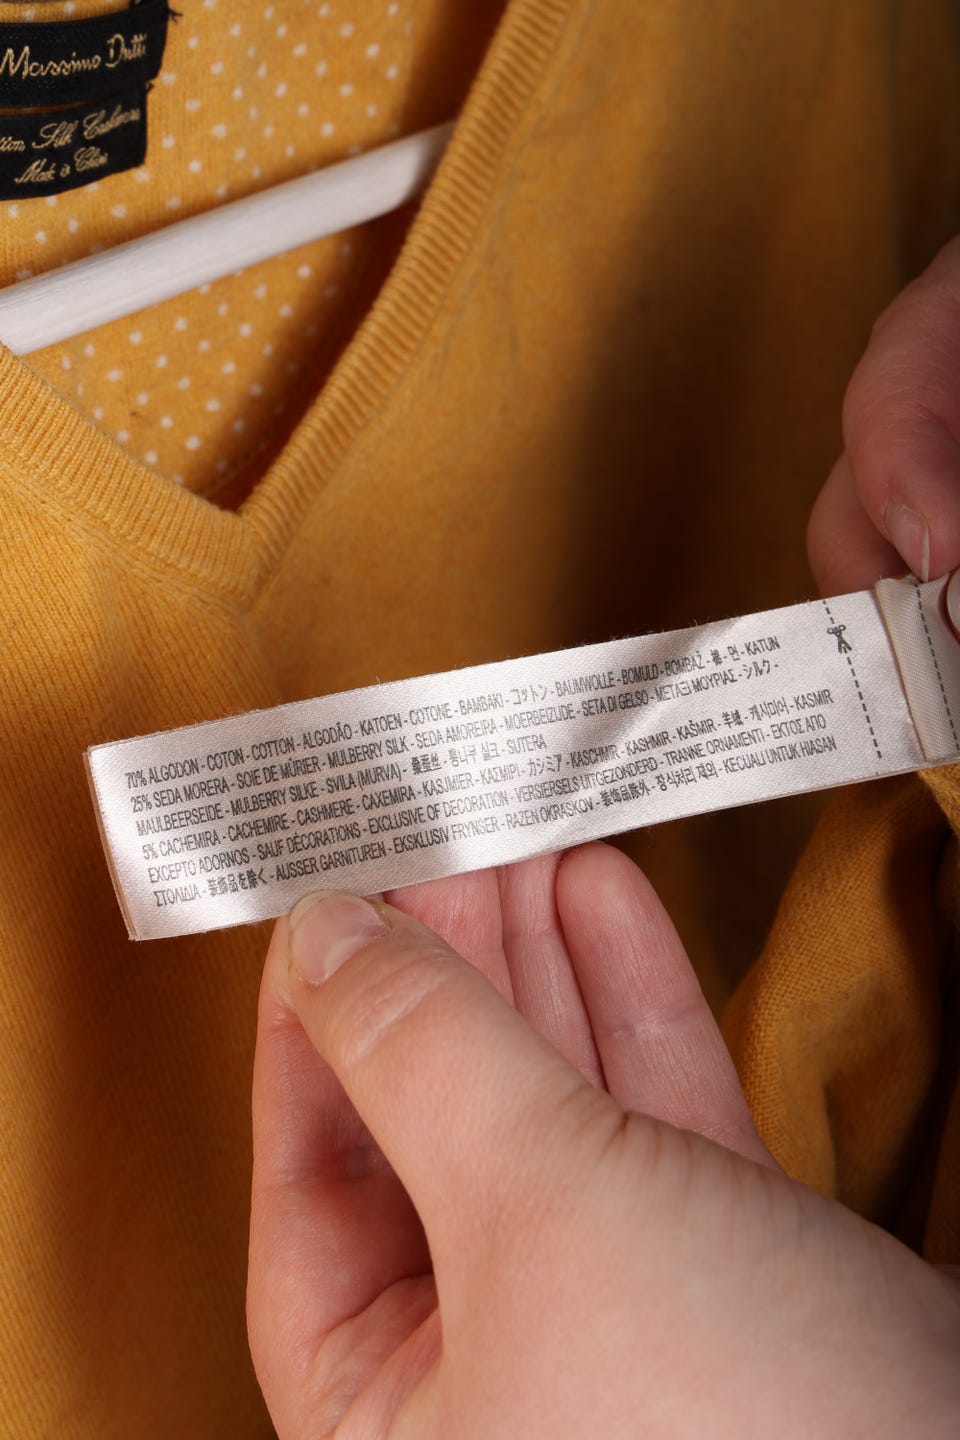 Massimo Dutti
Silk Cashmere
Made in China
70% ALGODON - COTON - COTTON - ALGODÃO - KATOEN - COTONE - BAMBAKI - コットン - BAUMWOLLE - BOMULD - BOMBAŽ - 棉 - 면 - KATUN
25% SEDA MORERA - SOIE DE MÛRIER - MULBERRY SILK - SEDA AMOREIRA - MOERBEIZIJDE - SETA DI GELSO - ΜΕΤΑΞΙ ΜΟΥΡΙΑΣ - シルク -
MAULBEERSEIDE - MULBERRY SILKE - SVILA (MURVA) - 桑蚕丝 - 뽕나무 실크 - SUTERA
5% CACHEMIRA - CACHEMIRE - CASHMERE - CAXEMIRA - KASJMIER - ΚΑΖΜΙΡΙ - カシミア - KASCHMIR - KASHMIR - KAŠMIR - 羊绒 - 캐시미어 - KASMIR
EXCEPTO ADORNOS - SAUF DÉCORATIONS - EXCLUSIVE OF DECORATION - VERSIERSELS UITGEZONDERD - TRANNE ORNAMENTI - ΕΚΤΟΣ ΑΠΟ
ΣΤΟΛΙΔΙΑ - 装飾品を除く - AUSSER GARNITUREN - EKSKLUSIV FRYNSER - RAZEN OKRASKOV - 装饰品除外 - 장식처리 제외 - KECUALI UNTUK HIASAN